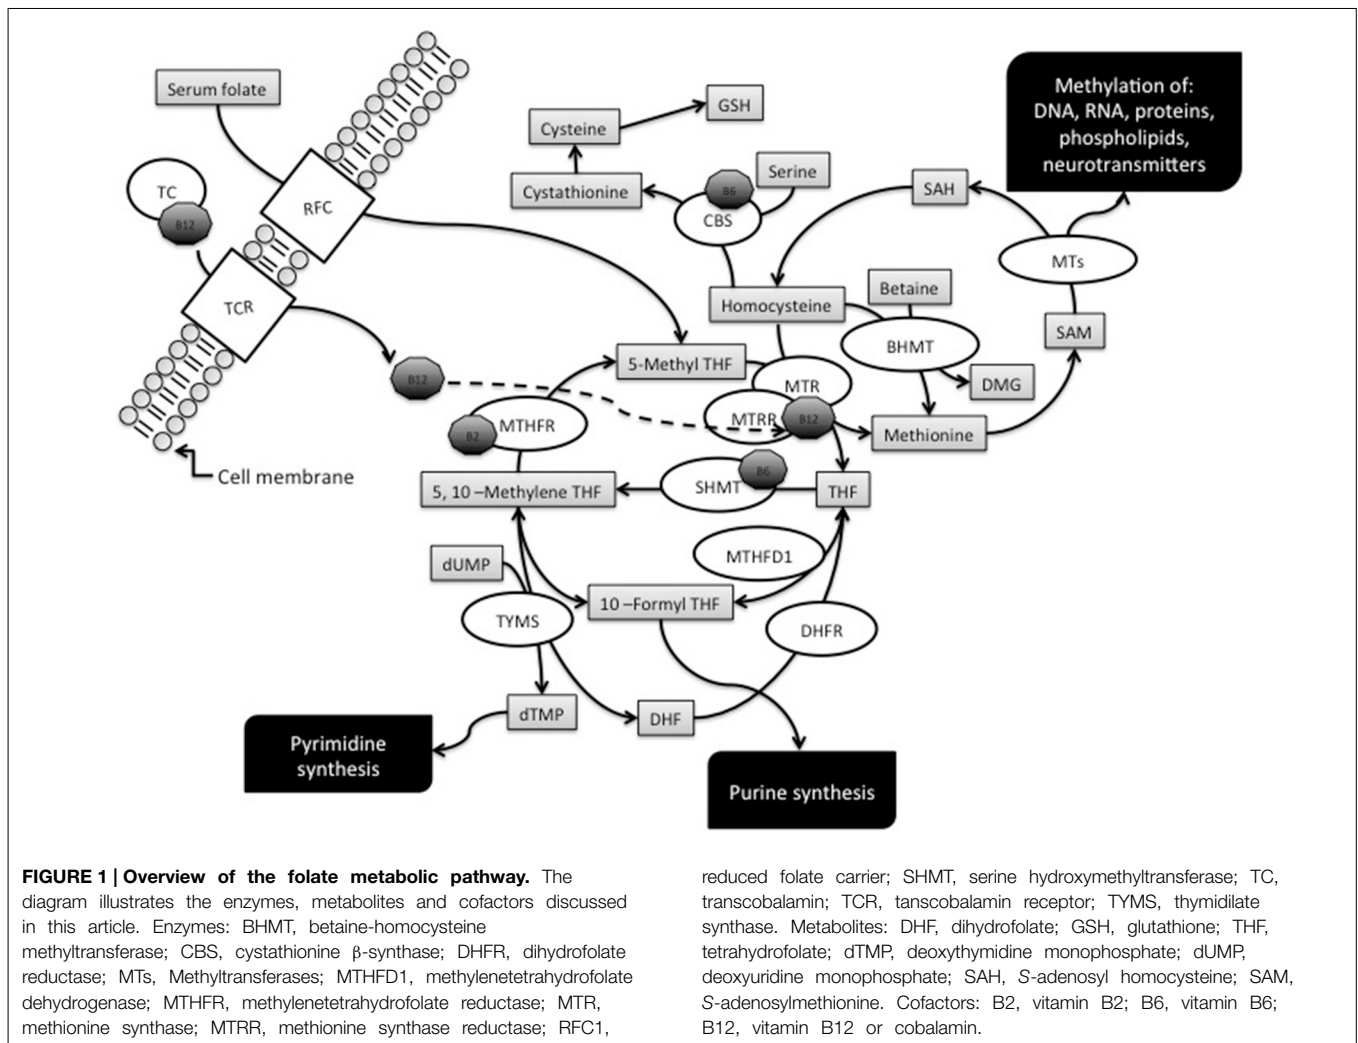 Serum folate
TC
B12
RFC
TCR
B12
Cell membrane
Cysteine
GSH
Cystathionine
B6
CBS
Serine
SAH
Methylation of:
DNA, RNA, proteins,
phospholipids,
neurotransmitters
MTs
Homocysteine
Betaine
BHMT
SAM
DMG
5-Methyl THF
MTR
MTRR
B12
Methionine
MTHFR
B2
5, 10 –Methylene THF
SHMT
B6
THF
MTHFD1
dUMP
10 –Formyl THF
TYMS
DHFR
dTMP
DHF
Pyrimidine
synthesis
Purine synthesis
FIGURE 1 | Overview of the folate metabolic pathway. The
diagram illustrates the enzymes, metabolites and cofactors discussed
in this article. Enzymes: BHMT, betaine-homocysteine
methyltransferase; CBS, cystathionine β-synthase; DHFR, dihydrofolate
reductase; MTs, Methyltransferases; MTHFD1, methylenetetrahydrofolate
dehydrogenase; MTHFR, methylenetetrahydrofolate reductase; MTR,
methionine synthase; MTRR, methionine synthase reductase; RFC1,
reduced folate carrier; SHMT, serine hydroxymethyltransferase; TC,
transcobalamin; TCR, tanscobalamin receptor; TYMS, thymidilate
synthase. Metabolites: DHF, dihydrofolate; GSH, glutathione; THF,
tetrahydrofolate; dTMP, deoxythymidine monophosphate; dUMP,
deoxyuridine monophosphate; SAH, S-adenosyl homocysteine; SAM,
S-adenosylmethionine. Cofactors: B2, vitamin B2; B6, vitamin B6;
B12, vitamin B12 or cobalamin.